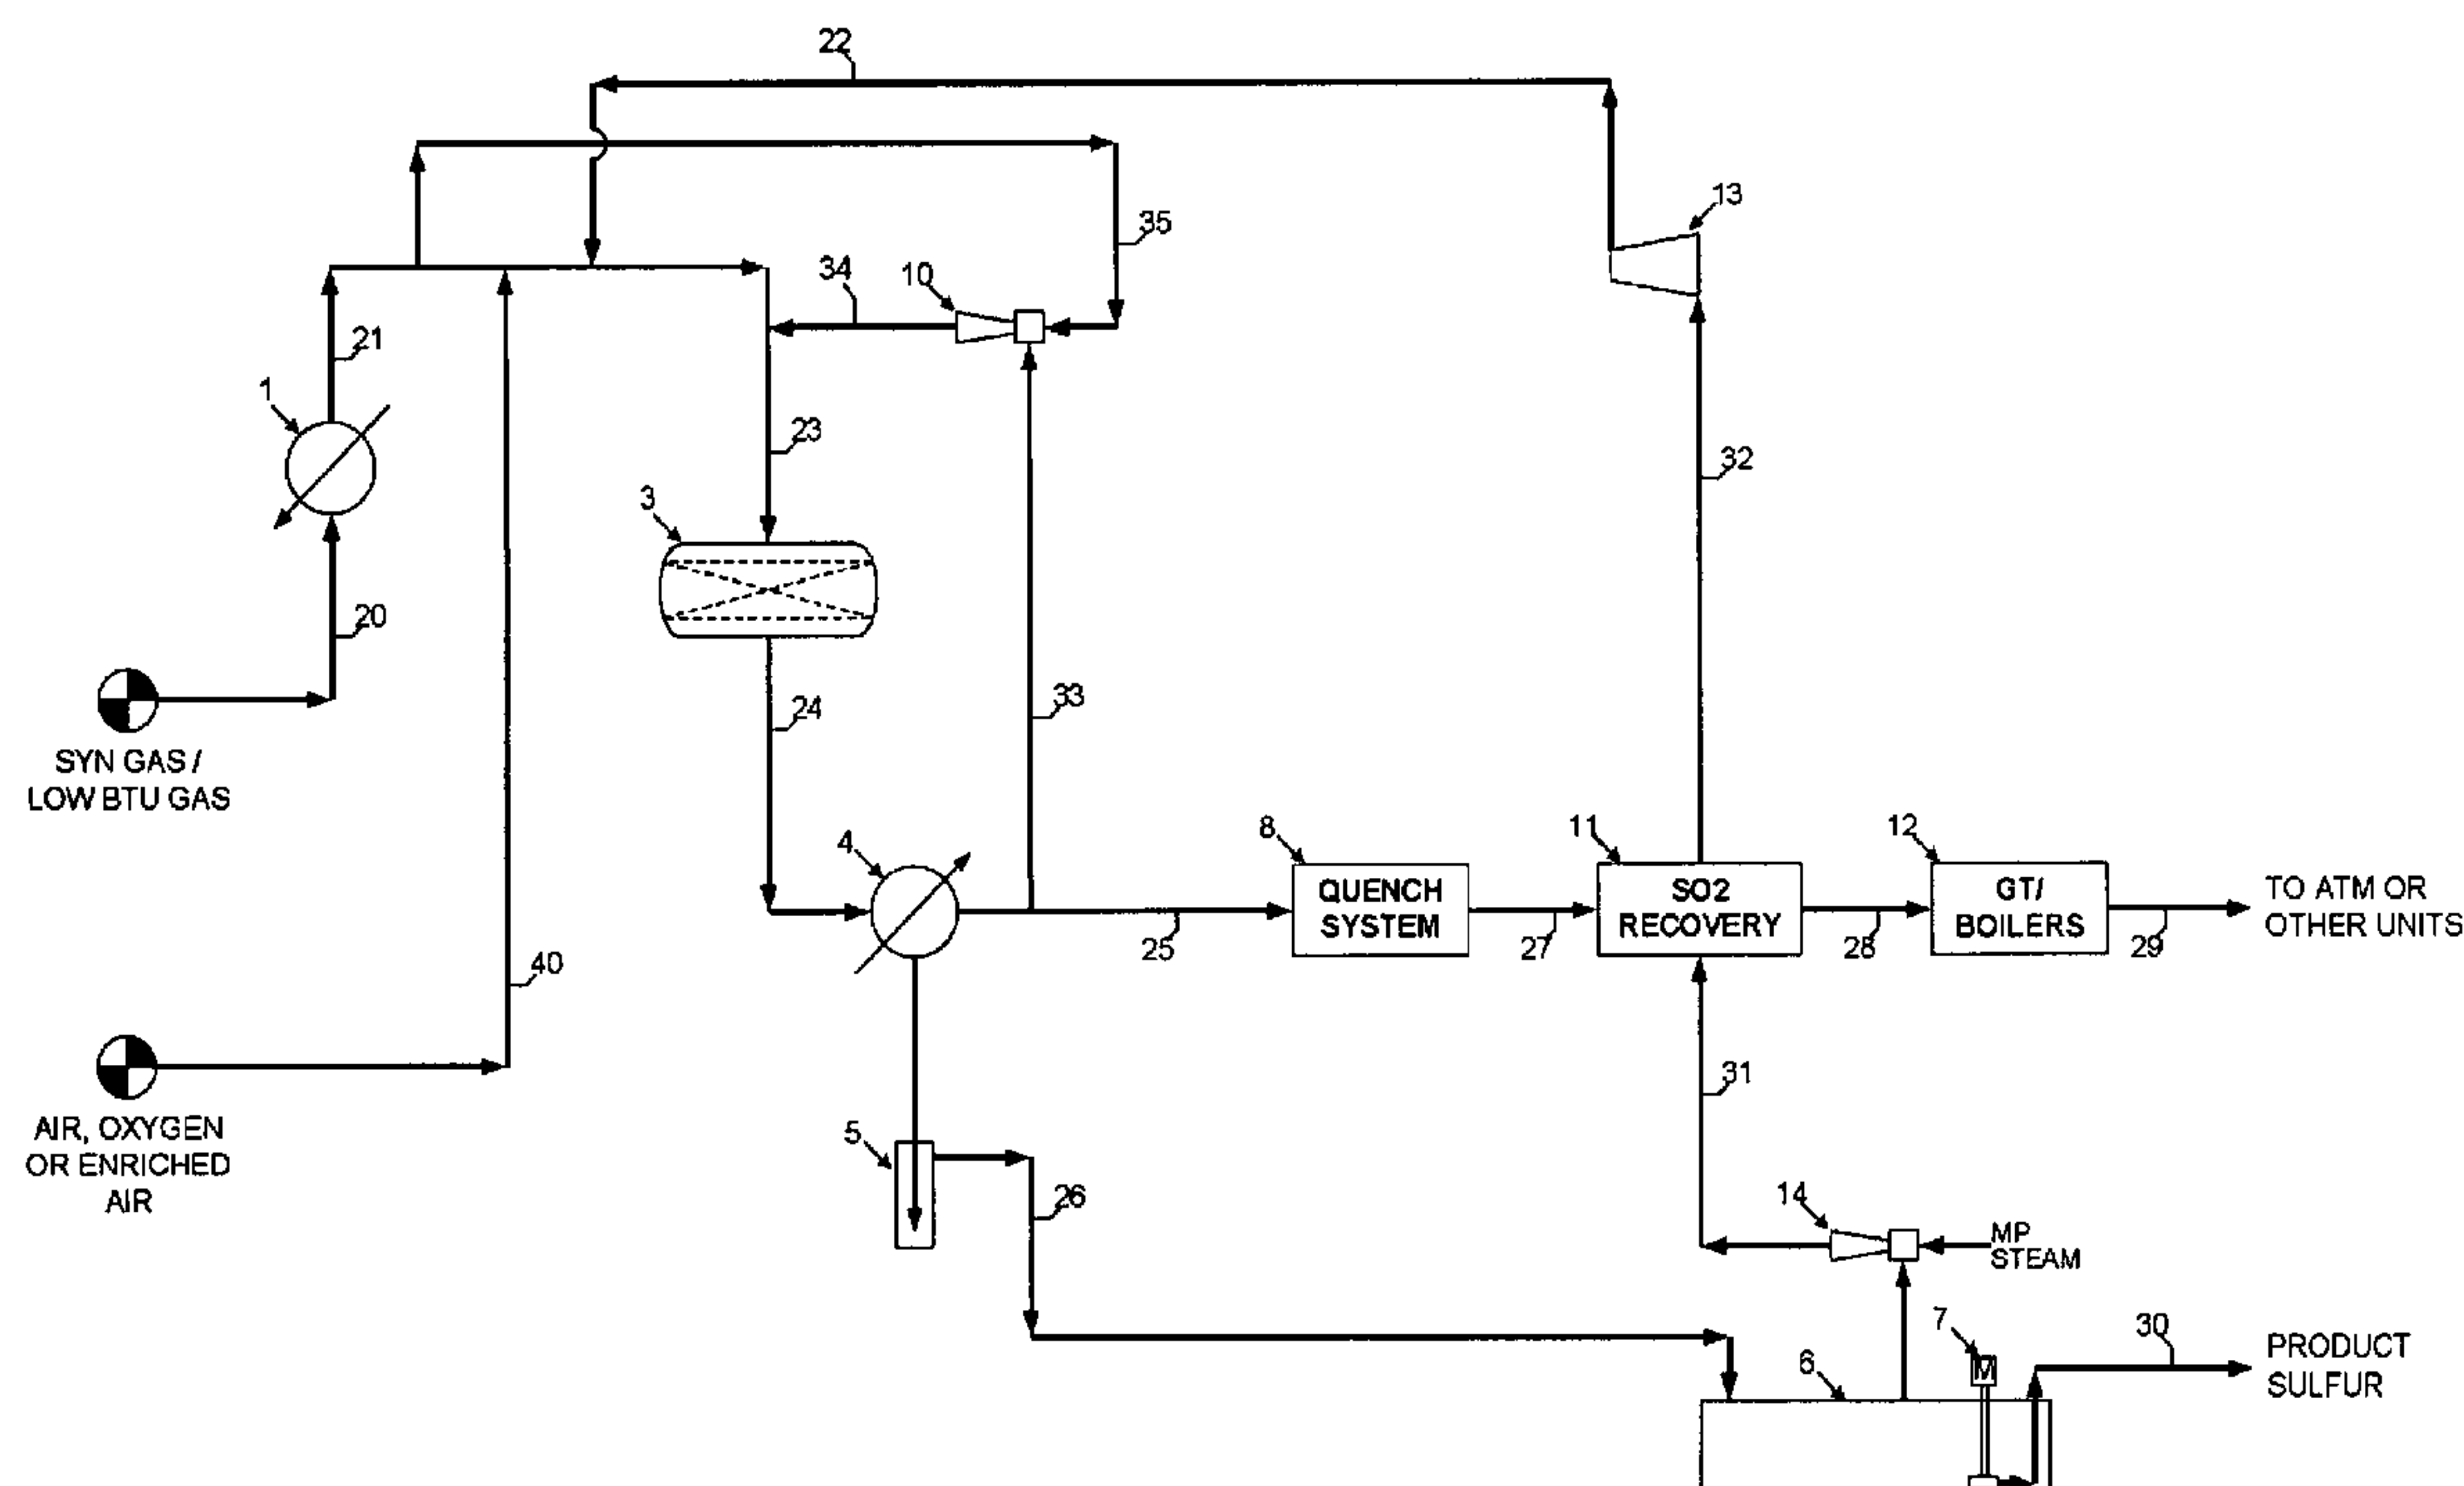 22
13
35
34
10
21
1
23
32
3
20
24
33
SYN GAS /
LOW BTU GAS
4
8
11
12
QUENCH
SYSTEM
SO2
RECOVERY
GT/
BOILERS
TO ATM OR
OTHER UNITS
25
27
28
29
40
31
AIR, OXYGEN
OR ENRICHED
AIR
5
26
14
MP
STEAM
7
30
PRODUCT
SULFUR
6
M